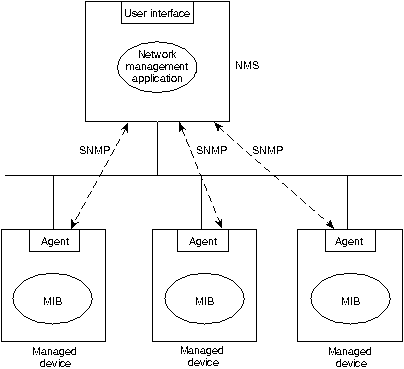 User interface
Network
management
application
NMS
SNMP
SNMP
SNMP
Agent
Agent
Agent
MIB
MIB
MIB
Managed
device
Managed
device
Managed
device